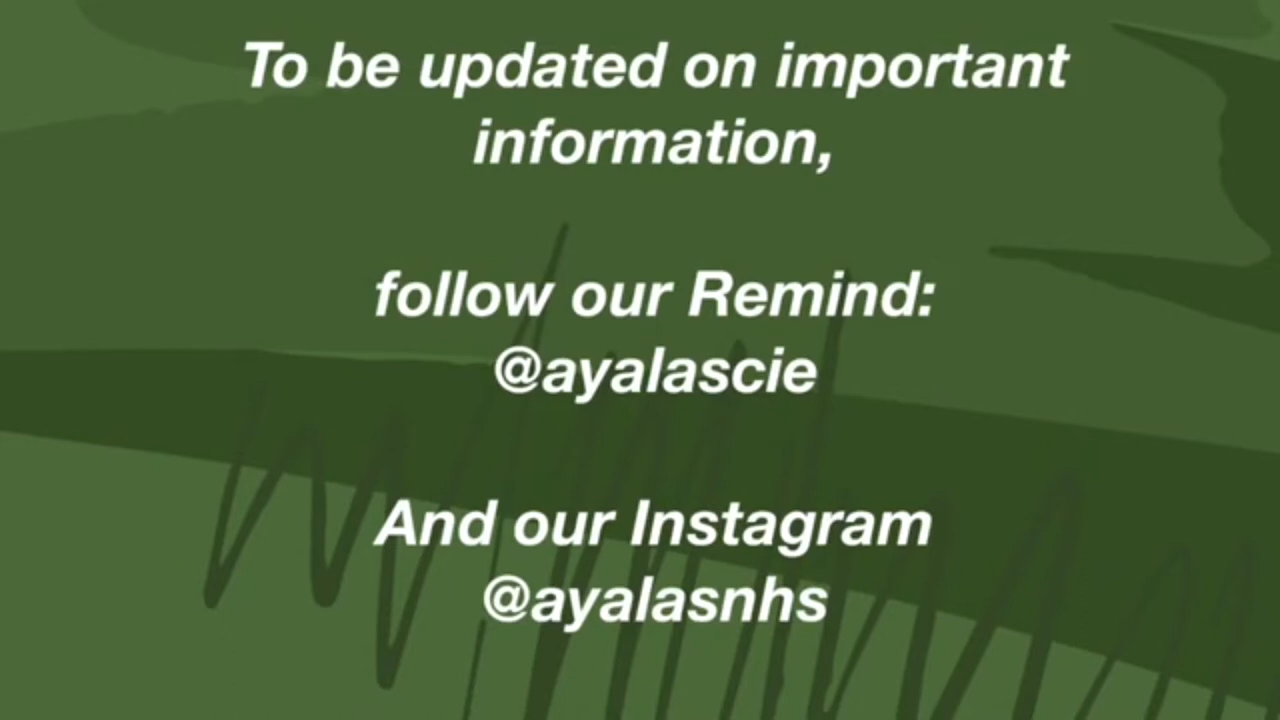 To be updated on important
information,
follow our Remind:
@ayalascie
And our Instagram
@ayalasnhs